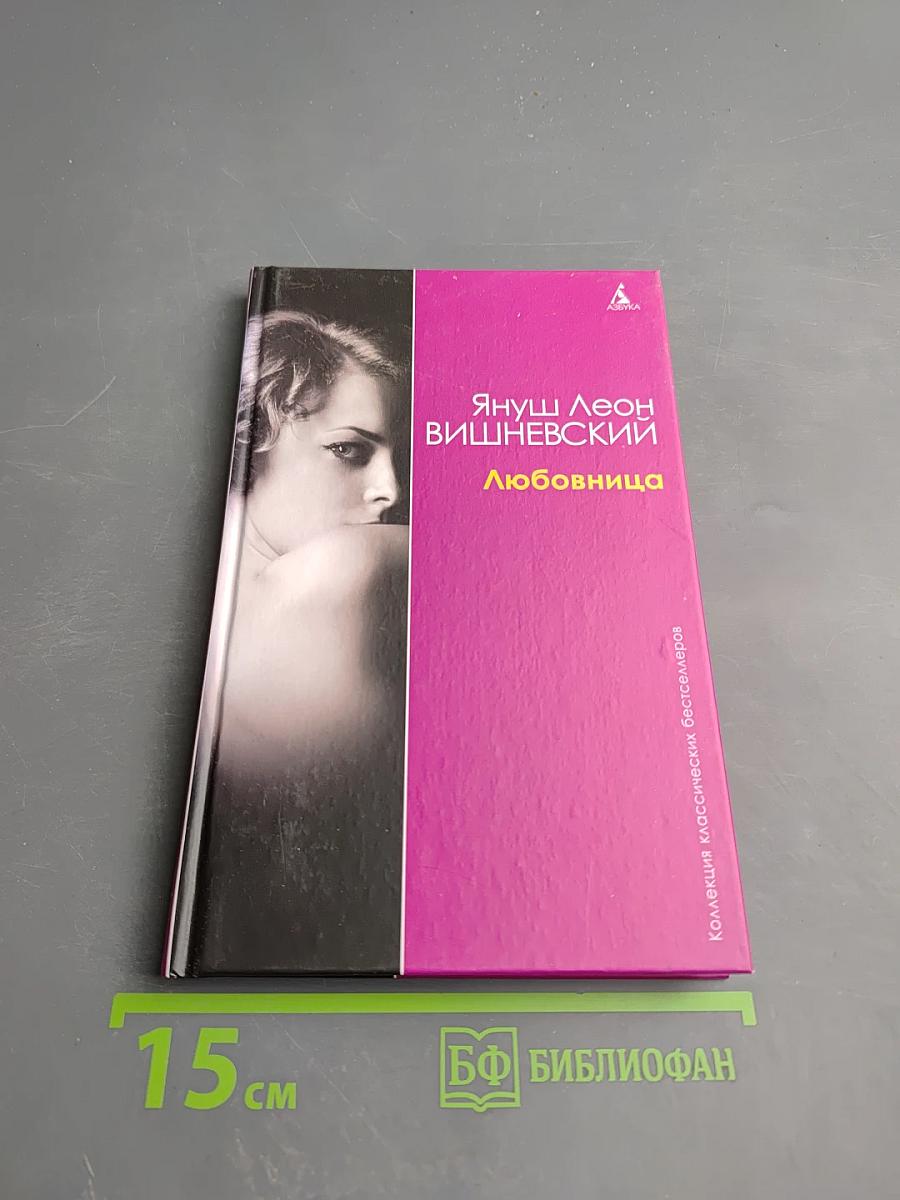 АЗБУКА
Януш Леон
ВИШНЕВСКИЙ
Любовница
Коллекция классических бестселлеров
15 см
БФ БИБЛИОФАН